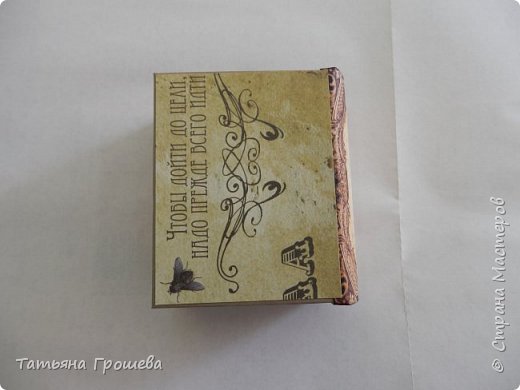 Чтобы дойти до цели,
надо прежде всего идти
Татьяна Грошева
© Страна Мастеров